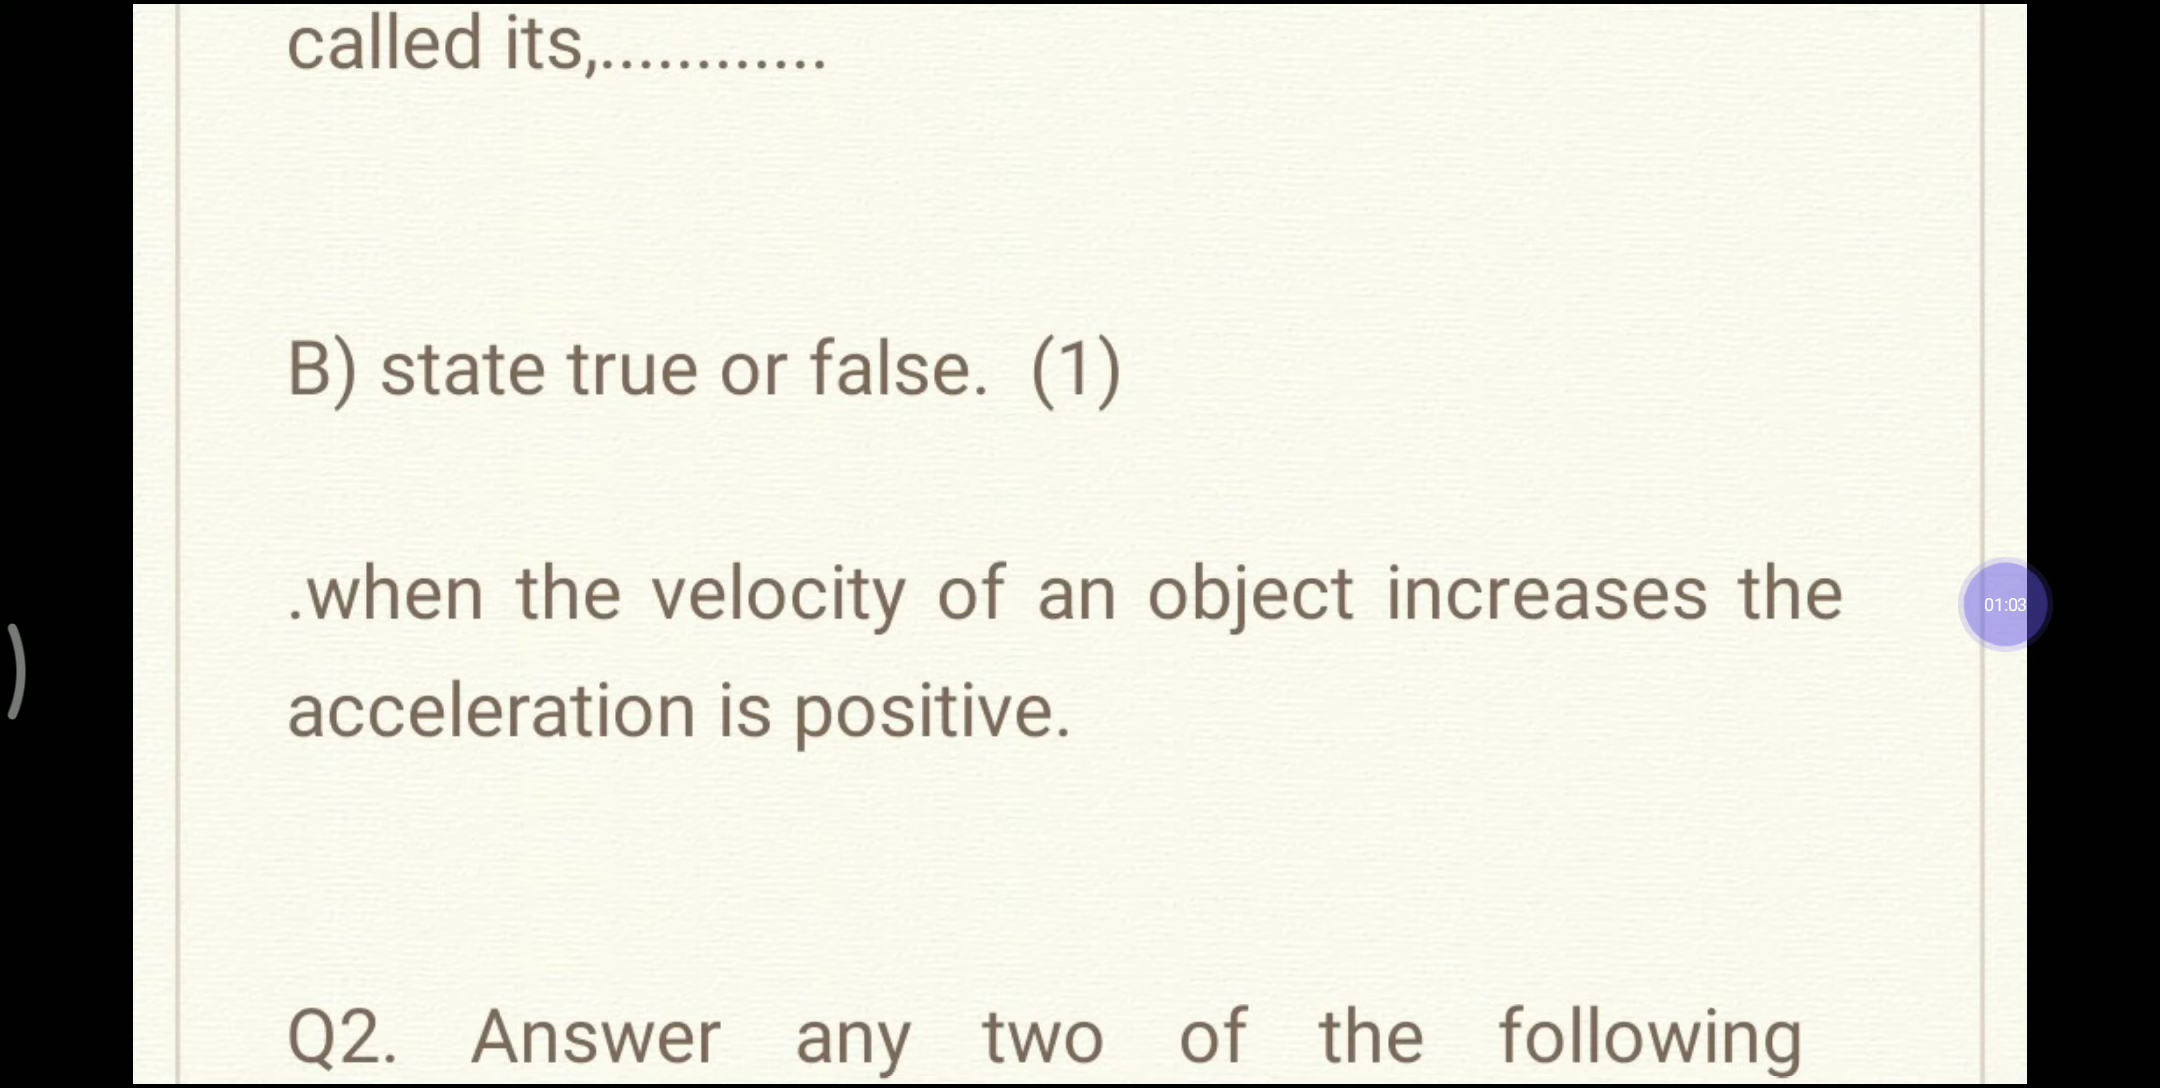 called its,............
B) state true or false. (1)
.when the velocity of an object increases the
acceleration is positive.
01:03
Q2. Answer any two of the following